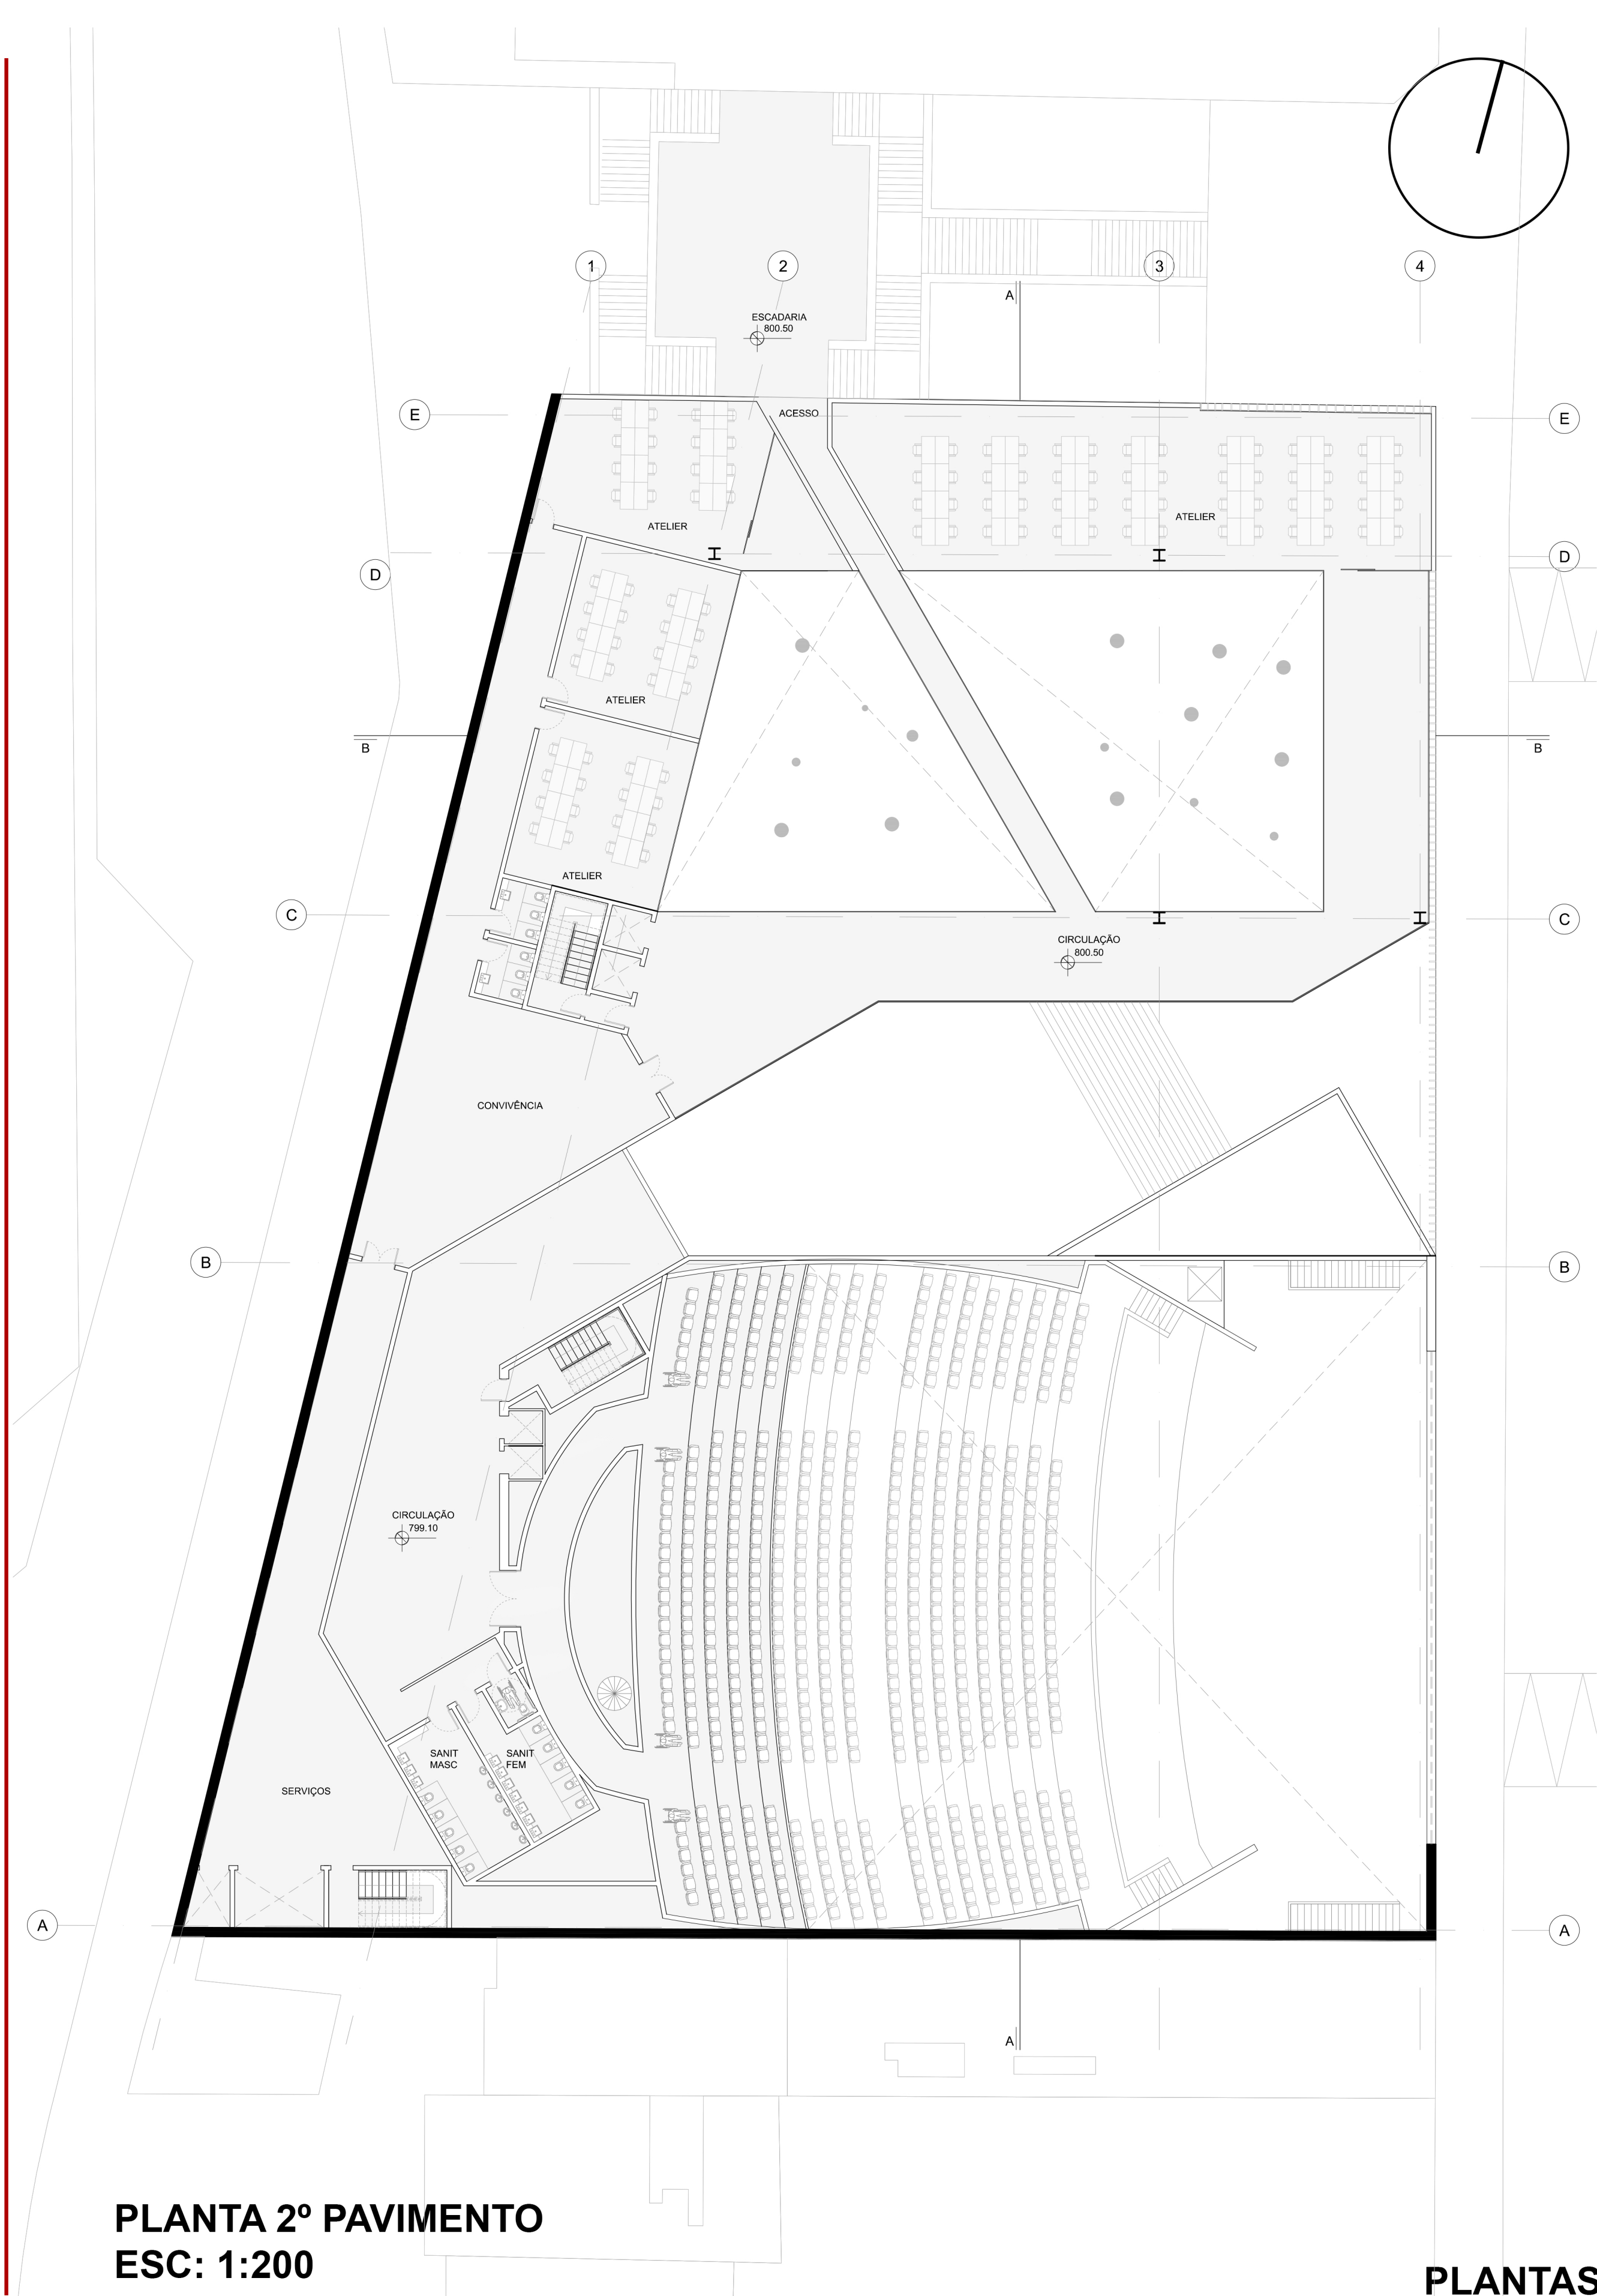 1
2
3
4
A
ESCADARIA
800.50
E
ACESSO
E
ATELIER
ATELIER
D
D
ATELIER
B
B
ATELIER
C
C
CIRCULAÇÃO
800.50
CONVIVÊNCIA
B
B
CIRCULAÇÃO
799.10
SANIT
MASC
SANIT
FEM
SERVIÇOS
A
A
A
PLANTA 2º PAVIMENTO
ESC: 1:200
PLANTAS